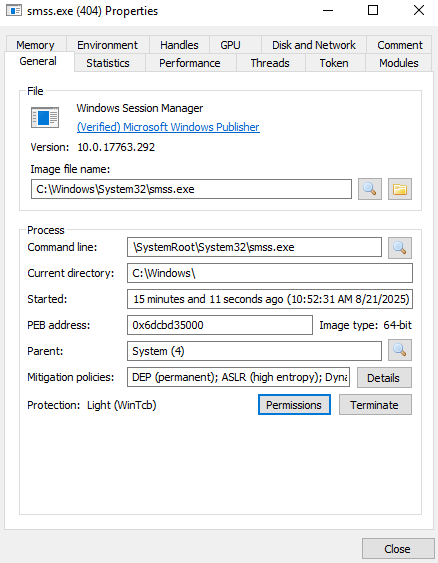 smss.exe (404) Properties
Memory Environment Handles GPU Disk and Network Comment
General Statistics Performance Threads Token Modules
File
Windows Session Manager
(Verified) Microsoft Windows Publisher
Version: 10.0.17763.292
Image file name:
C:\Windows\System32\smss.exe
Process
Command line: \SystemRoot\System32\smss.exe
Current directory: C:\Windows\
Started: 15 minutes and 11 seconds ago (10:52:31 AM 8/21/2025)
PEB address: 0x6dcbd35000 Image type: 64-bit
Parent: System (4)
Mitigation policies: DEP (permanent); ASLR (high entropy); Dyna Details
Protection: Light (WinTcb) Permissions Terminate
Close